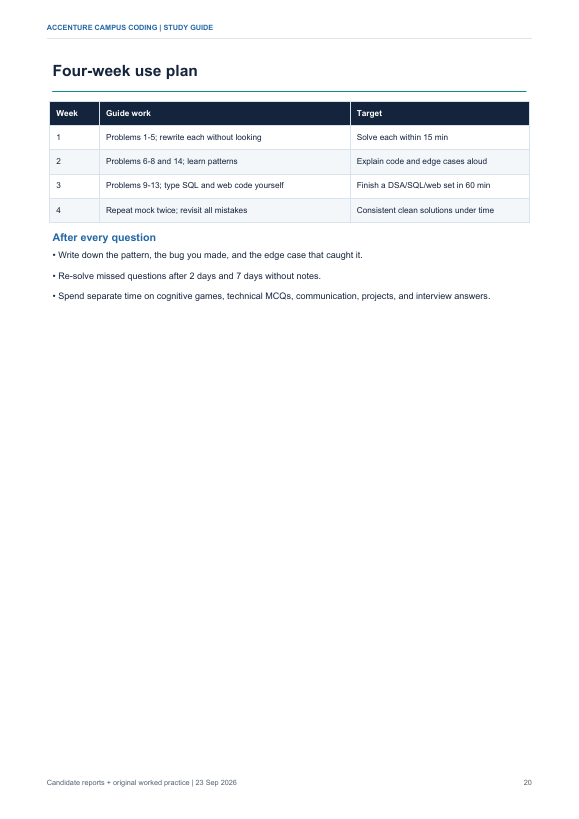 ACCENTURE CAMPUS CODING | STUDY GUIDE
Four-week use plan
Week Guide work Target
1 Problems 1-5; rewrite each without looking Solve each within 15 min
2 Problems 6-8 and 14; learn patterns Explain code and edge cases aloud
3 Problems 9-13; type SQL and web code yourself Finish a DSA/SQL/web set in 60 min
4 Repeat mock twice; revisit all mistakes Consistent clean solutions under time
After every question
• Write down the pattern, the bug you made, and the edge case that caught it.
• Re-solve missed questions after 2 days and 7 days without notes.
• Spend separate time on cognitive games, technical MCQs, communication, projects, and interview answers.
Candidate reports + original worked practice | 23 Sep 2026 20